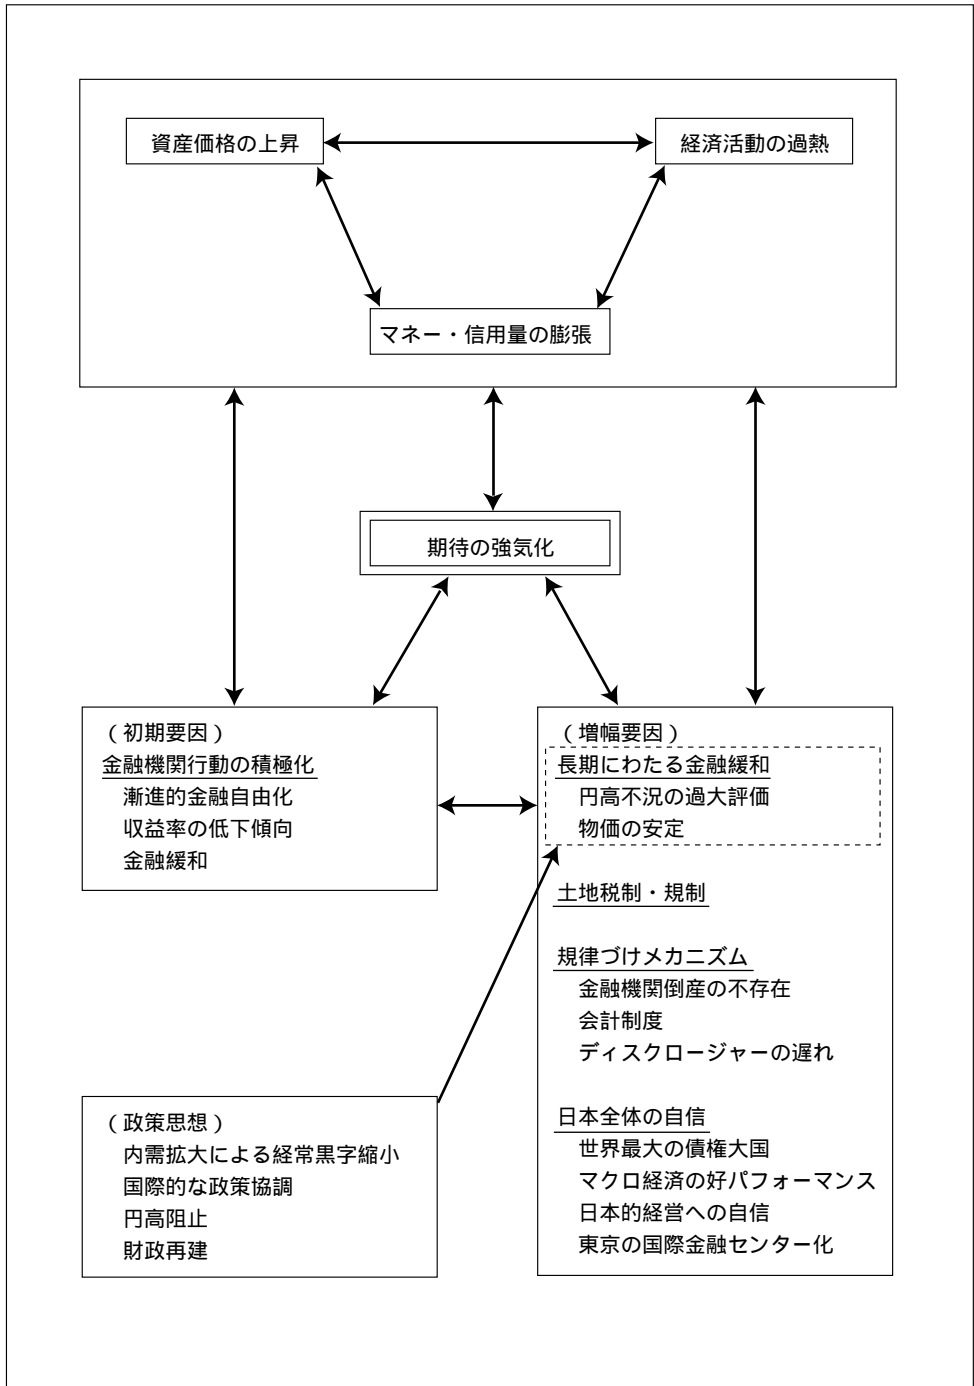 資産価格の上昇
経済活動の過熱
マネー・信用量の膨張
期待の強気化
（初期要因）
金融機関行動の積極化
漸進的金融自由化
収益率の低下傾向
金融緩和
（増幅要因）
長期にわたる金融緩和
円高不況の過大評価
物価の安定
土地税制・規制
規律づけメカニズム
金融機関倒産の不存在
会計制度
ディスクロージャーの遅れ
日本全体の自信
世界最大の債権大国
マクロ経済の好パフォーマンス
日本的経営への自信
東京の国際金融センター化
（政策思想）
内需拡大による経常黒字縮小
国際的な政策協調
円高阻止
財政再建